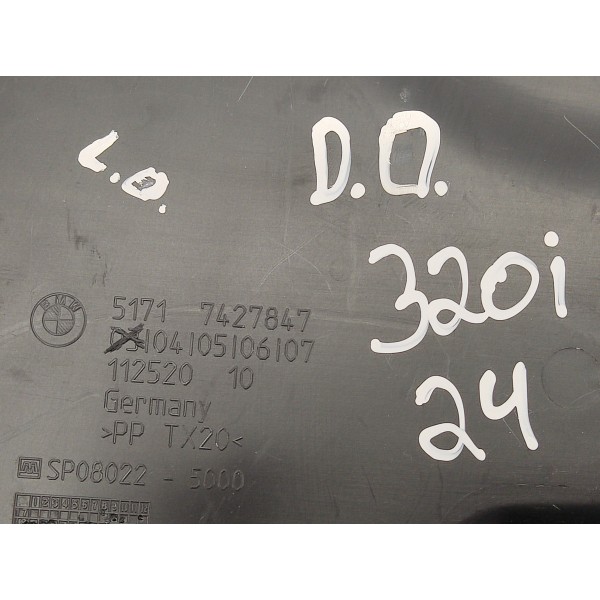 L.D.
D.D.
320i
24
BMW
5171 7427847
03|04|05|06|07
112520 10
Germany
>PP TX20<
SP08022 - 5000